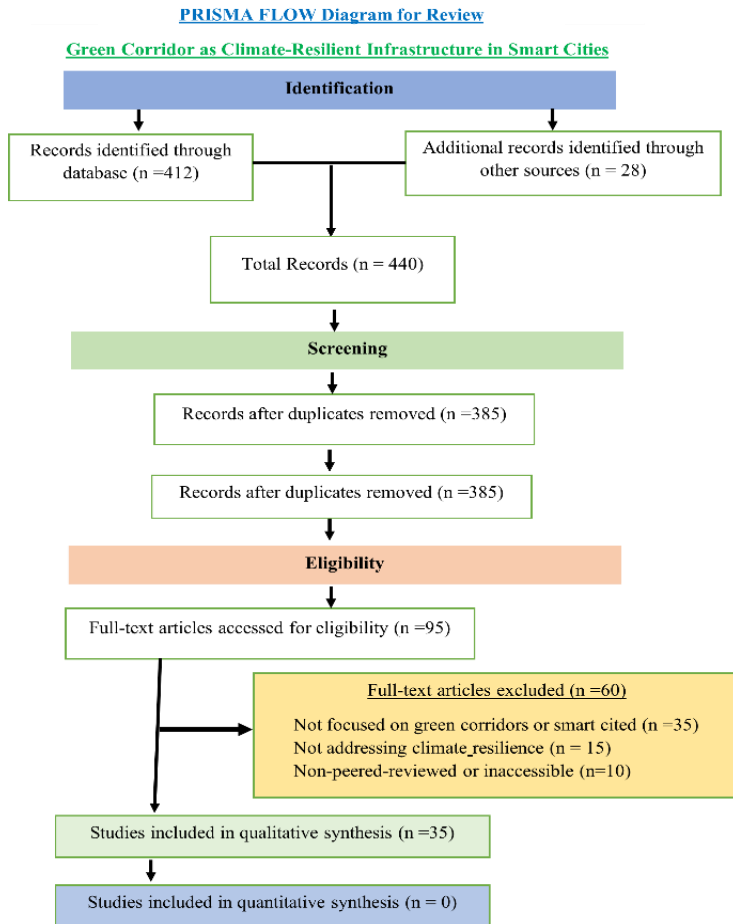 PRISMA FLOW Diagram for Review
Green Corridor as Climate-Resilient Infrastructure in Smart Cities
Identification
Records identified through
database (n =412)
Additional records identified through
other sources (n = 28)
Total Records (n = 440)
Screening
Records after duplicates removed (n =385)
Records after duplicates removed (n =385)
Eligibility
Full-text articles accessed for eligibility (n =95)
Full-text articles excluded (n =60)
Not focused on green corridors or smart cited (n =35)
Not addressing climate_resilience (n = 15)
Non-peered-reviewed or inaccessible (n=10)
Studies included in qualitative synthesis (n =35)
Studies included in quantitative synthesis (n = 0)